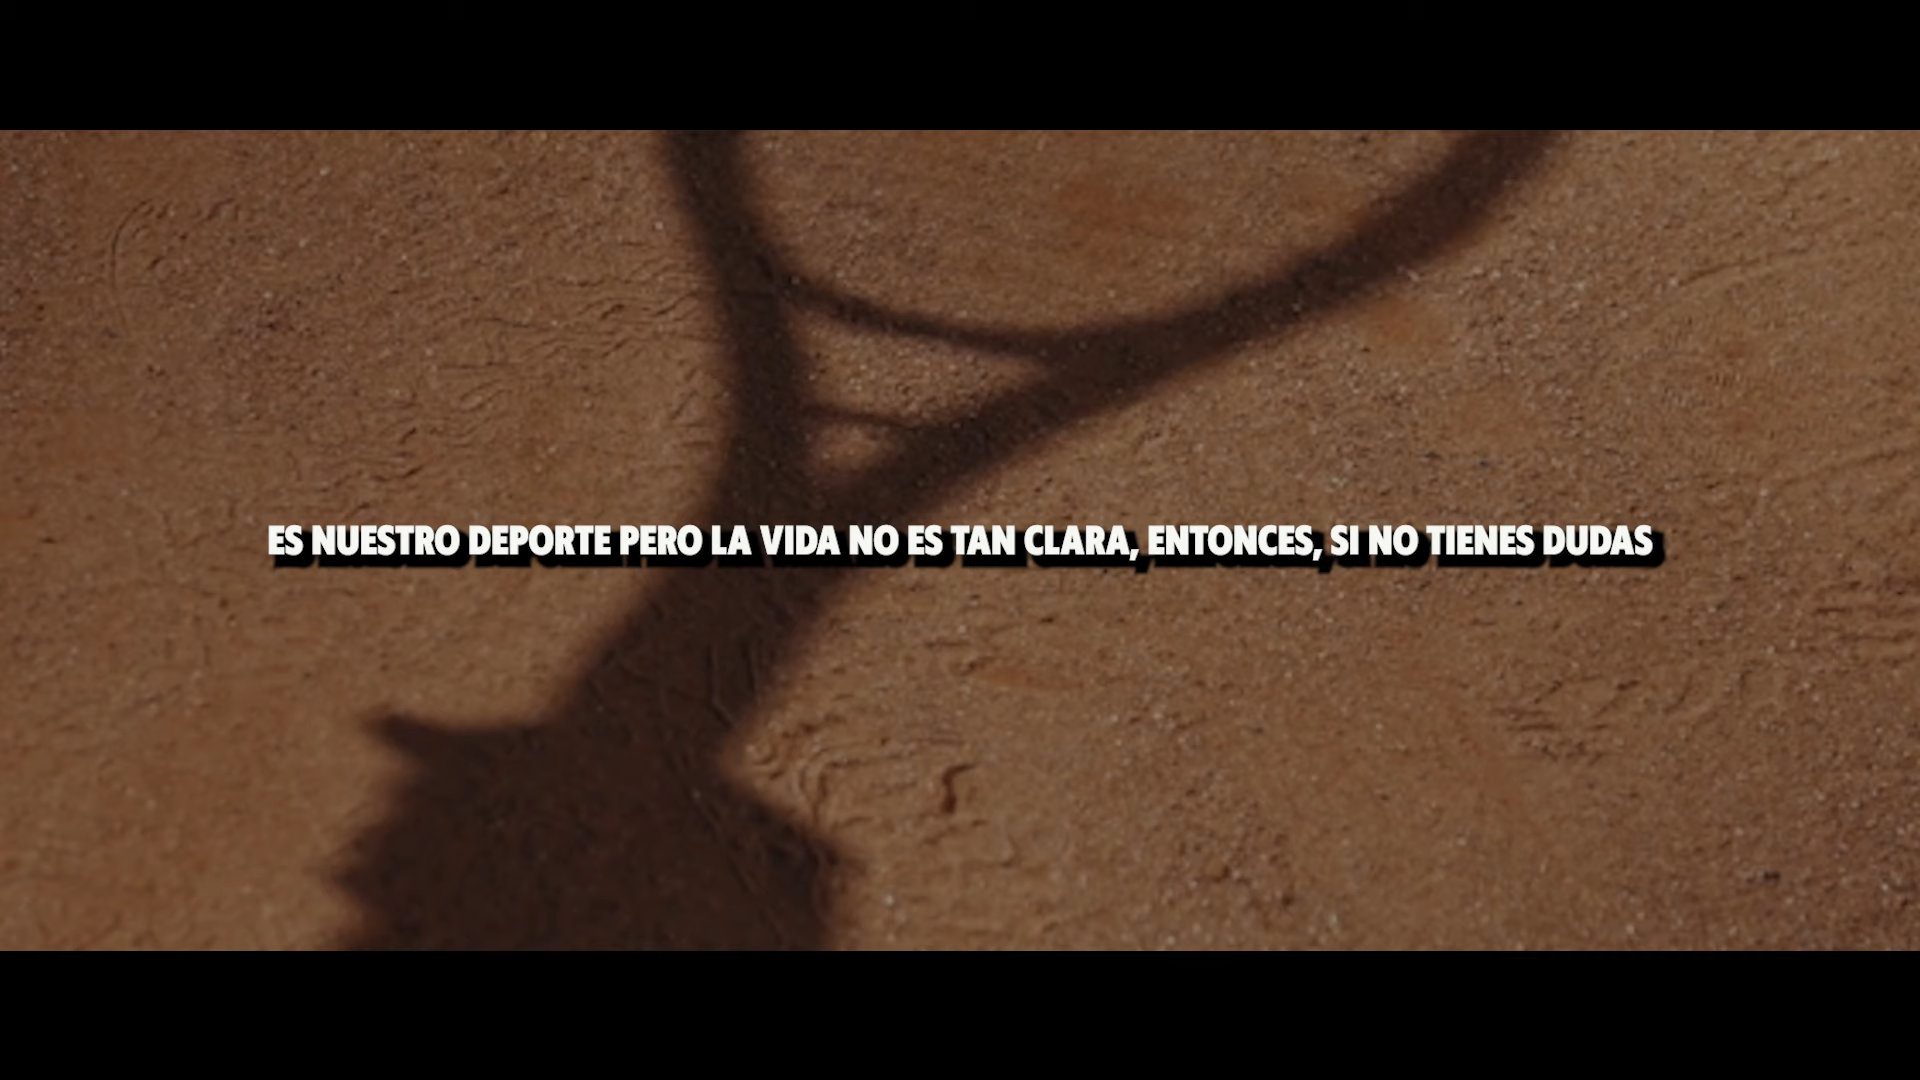 ES NUESTRO DEPORTE PERO LA VIDA NO ES TAN CLARA, ENTONCES, SI NO TIENES DUDAS